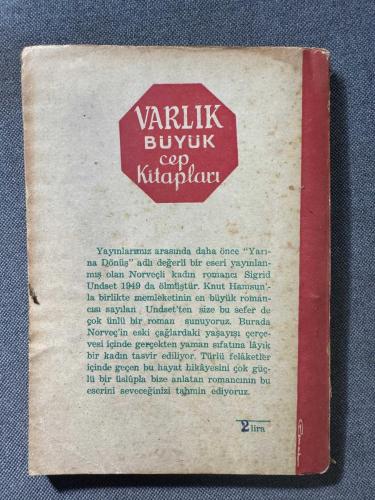 VARLIK
BÜYÜK
cep
Kitapları
Yayınlarımız arasında daha önce "Yarı-
na Dönüş" adlı değerli bir eseri yayınlan-
mış olan Norveçli kadın romancı Sigrid
Undset 1949 da ölmüştür. Knut Hamsun'-
la birlikte memleketinin en büyük roman-
cısı sayılan Undset'ten size bu sefer de
çok ünlü bir roman sunuyoruz. Burada
Norveç'in eski çağlardaki yaşayışı çerçe-
vesi içinde gerçekten yaman sıfatına lâyık
bir kadın tasvir ediliyor. Türlü felâketler
içinde geçen bu hayat hikâyesini çok güç-
lü bir üslûpla bize anlatan romancının bu
eserini seveceğinizi tahmin ediyoruz.
2 lira